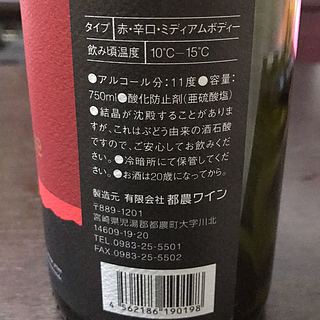 タイプ 赤・辛口・ミディアムボディー
飲み頃温度 10℃−15℃
●アルコール分:11度●容量:
750ml●酸化防止剤(亜硫酸塩)
●結晶が沈殿することがありま
すが、これはぶどう由来の酒石酸
ですので、ご安心してお飲みくだ
さい。●冷暗所にて保管してくだ
さい。●お酒は20歳になってから。
製造元 有限会社 都農ワイン
〒889-1201
宮崎県児湯郡都農町大字川北
14609-19・20
TEL. 0983-25-5501
FAX. 0983-25-5502
4 562186 190198